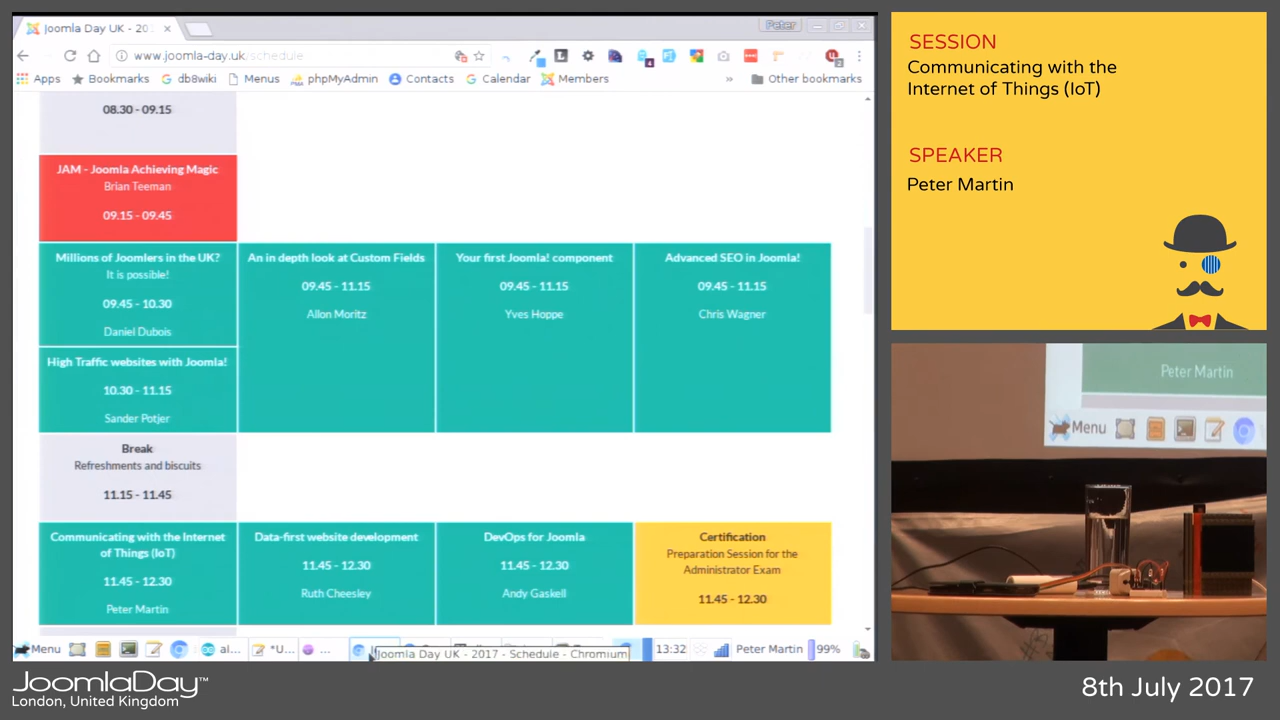 Joomla Day UK - 20
Peter
www.joomla-day.uk/schedule
Apps
Bookmarks
db8wiki
Menus
phpMyAdmin
Contacts
Calendar
Members
»
Other bookmarks
08.30 - 09.15
JAM - Joomla Achieving Magic
Brian Teeman
09.15 - 09.45
Millions of Joomlers in the UK?
It is possible!
09.45 - 10.30
Daniel Dubois
An in depth look at Custom Fields
09.45 - 11.15
Allon Moritz
Your first Joomla! component
09.45 - 11.15
Yves Hoppe
Advanced SEO in Joomla!
09.45 - 11.15
Chris Wagner
High Traffic websites with Joomla!
10.30 - 11.15
Sander Potjer
Break
Refreshments and biscuits
11.15 - 11.45
Communicating with the Internet
of Things (IoT)
11.45 - 12.30
Peter Martin
Data-first website development
11.45 - 12.30
Ruth Cheesley
DevOps for Joomla
11.45 - 12.30
Andy Gaskell
Certification
Preparation Session for the
Administrator Exam
11.45 - 12.30
Menu
al...
*U...
...
Joomla Day UK - 2017 - Schedule - Chromium
13:32
Peter Martin
99%
SESSION
Communicating with the
Internet of Things (IoT)
SPEAKER
Peter Martin
Peter Martin
Menu
JoomlaDay™
London, United Kingdom
8th July 2017